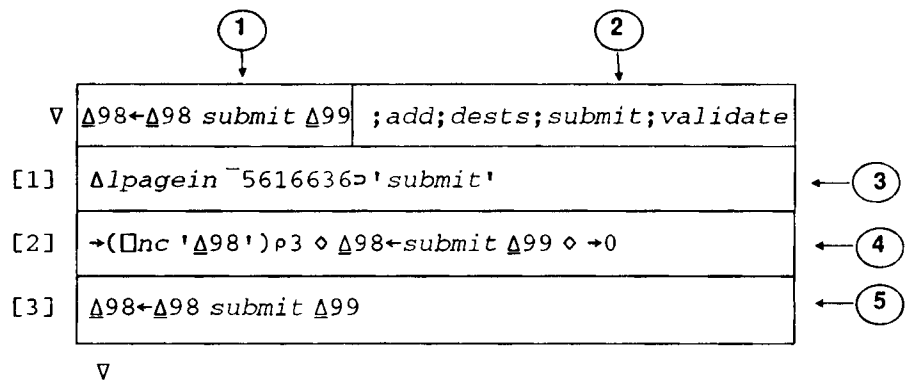 1 2
∇ ⍙98←⍙98 submit ⍙99 ;add;dests;submit;validate
[1] ∆lpagein ¯5616636⊃'submit' 3
[2] →(⎕nc '⍙98')⍴3 ⋄ ⍙98←submit ⍙99 ⋄ →0 4
[3] ⍙98←⍙98 submit ⍙99 5
∇